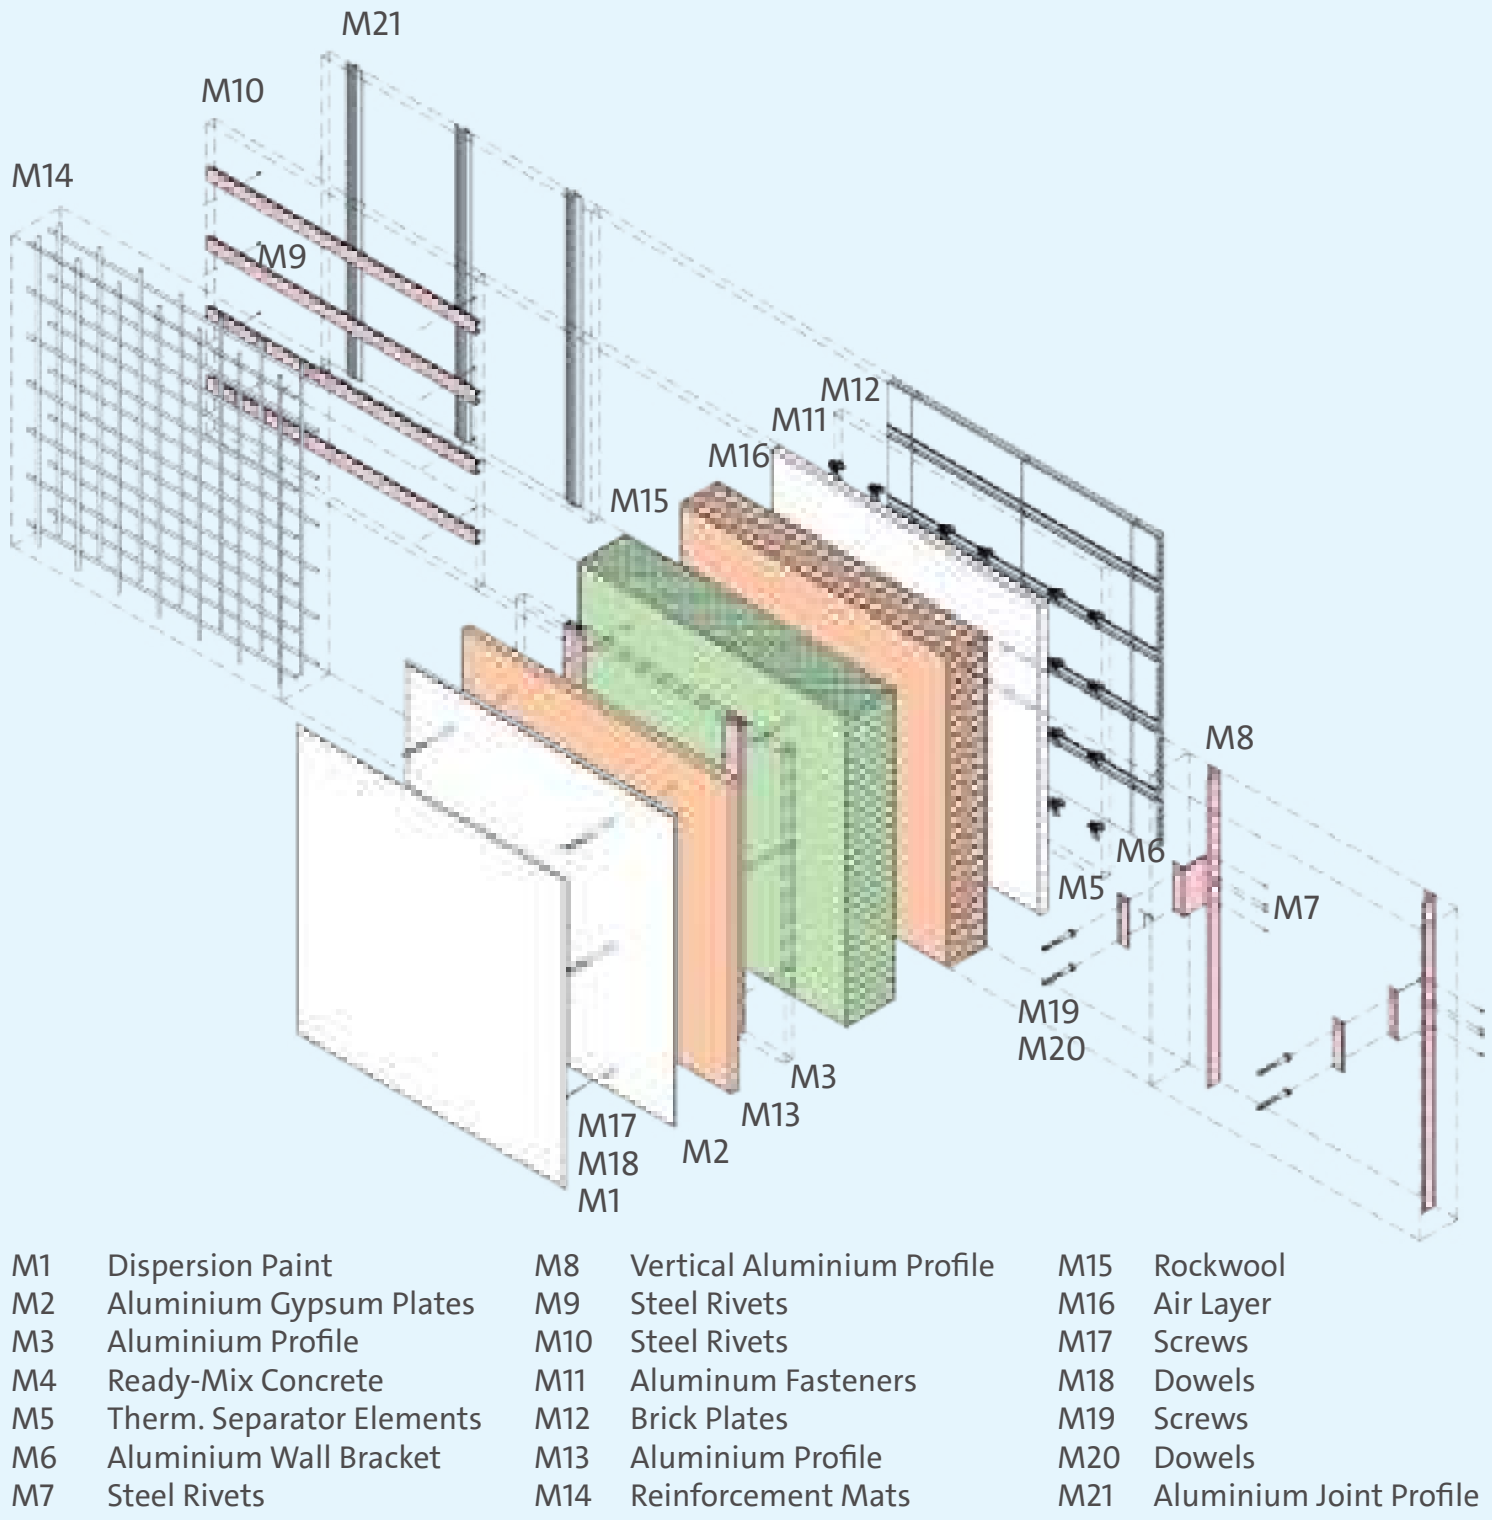 M21
M10
M14
M9
M12
M11
M16
M15
M8
M6
M5
M7
M19
M20
M3
M13
M17
M2
M18
M1
M1 Dispersion Paint
M2 Aluminium Gypsum Plates
M3 Aluminium Profile
M4 Ready-Mix Concrete
M5 Therm. Separator Elements
M6 Aluminium Wall Bracket
M7 Steel Rivets
M8 Vertical Aluminium Profile
M9 Steel Rivets
M10 Steel Rivets
M11 Aluminum Fasteners
M12 Brick Plates
M13 Aluminium Profile
M14 Reinforcement Mats
M15 Rockwool
M16 Air Layer
M17 Screws
M18 Dowels
M19 Screws
M20 Dowels
M21 Aluminium Joint Profile